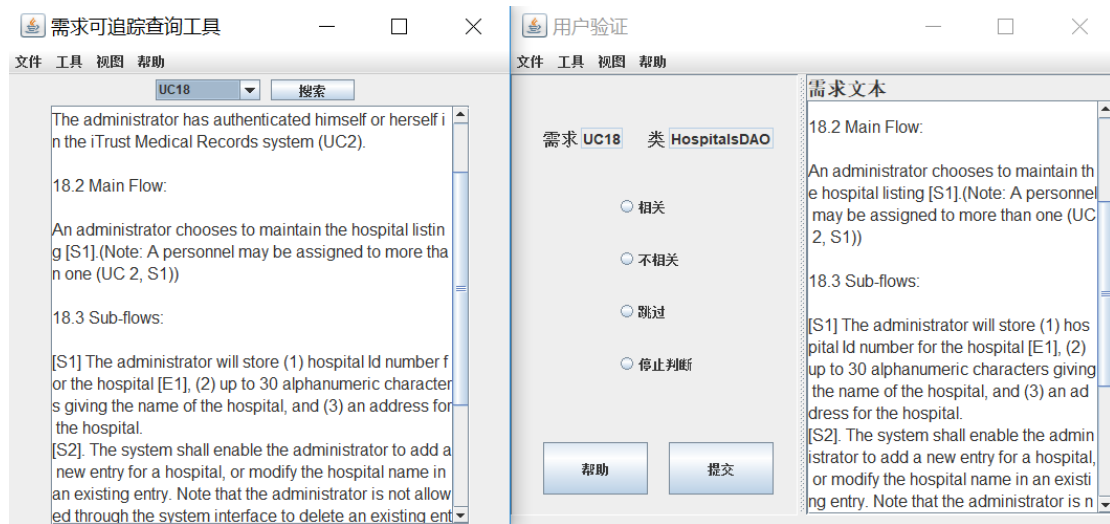 需求可追踪查询工具
文件 工具 视图 帮助
UC18 搜索
The administrator has authenticated himself or herself i
n the iTrust Medical Records system (UC2).
18.2 Main Flow:
An administrator chooses to maintain the hospital listin
g [S1].(Note: A personnel may be assigned to more tha
n one (UC 2, S1))
18.3 Sub-flows:
[S1] The administrator will store (1) hospital Id number f
or the hospital [E1], (2) up to 30 alphanumeric character
s giving the name of the hospital, and (3) an address for
the hospital.
[S2]. The system shall enable the administrator to add a
new entry for a hospital, or modify the hospital name in
an existing entry. Note that the administrator is not allow
ed through the system interface to delete an existing ent
用户验证
文件 工具 视图 帮助
需求 UC18 类 HospitalsDAO
相关
不相关
跳过
停止判断
帮助 提交
需求文本
18.2 Main Flow:
An administrator chooses to maintain th
e hospital listing [S1].(Note: A personnel
may be assigned to more than one (UC
2, S1))
18.3 Sub-flows:
[S1] The administrator will store (1) hos
pital Id number for the hospital [E1], (2)
up to 30 alphanumeric characters giving
the name of the hospital, and (3) an ad
dress for the hospital.
[S2]. The system shall enable the admin
istrator to add a new entry for a hospital,
or modify the hospital name in an existi
ng entry. Note that the administrator is n